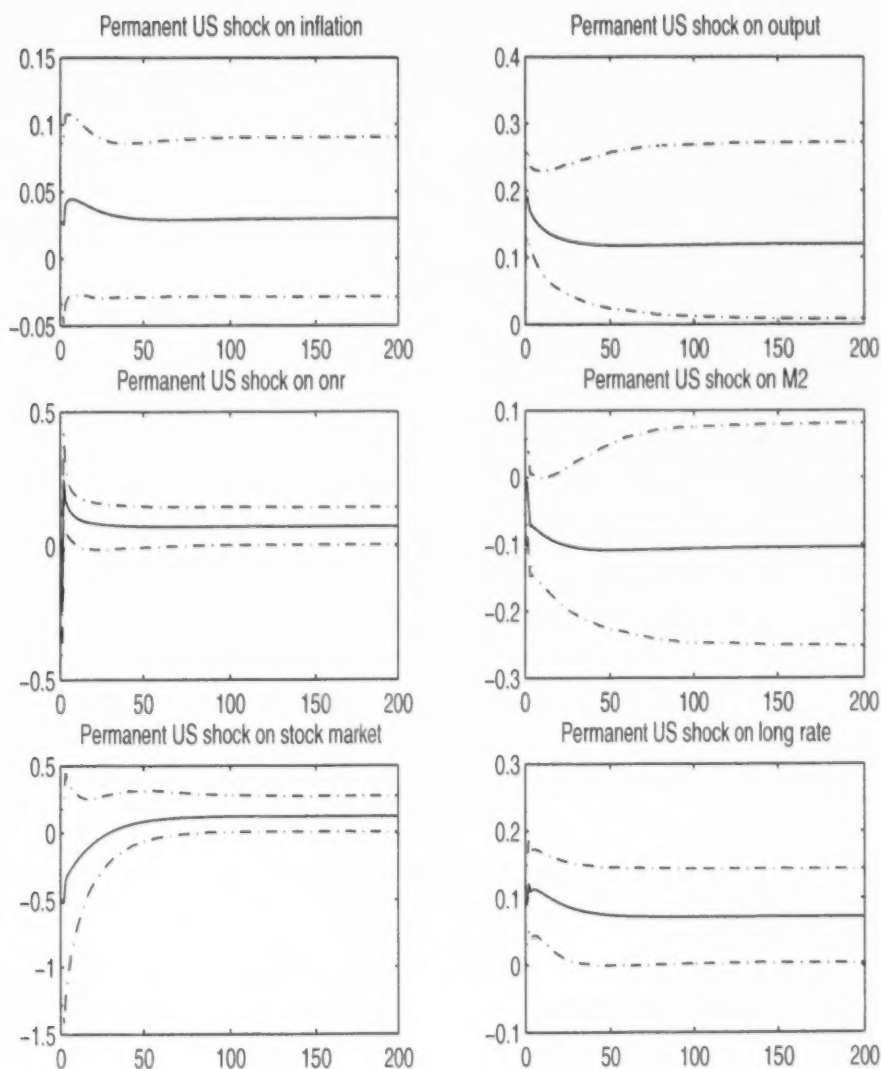 Permanent US shock on inflation
0.15
0.1
0.05
0
−0.05
0 50 100 150 200
Permanent US shock on output
0.4
0.3
0.2
0.1
0
0 50 100 150 200
Permanent US shock on onr
0.5
0
−0.5
0 50 100 150 200
Permanent US shock on M2
0.1
0
−0.1
−0.2
−0.3
0 50 100 150 200
Permanent US shock on stock market
0.5
0
−0.5
−1
−1.5
0 50 100 150 200
Permanent US shock on long rate
0.3
0.2
0.1
0
−0.1
0 50 100 150 200